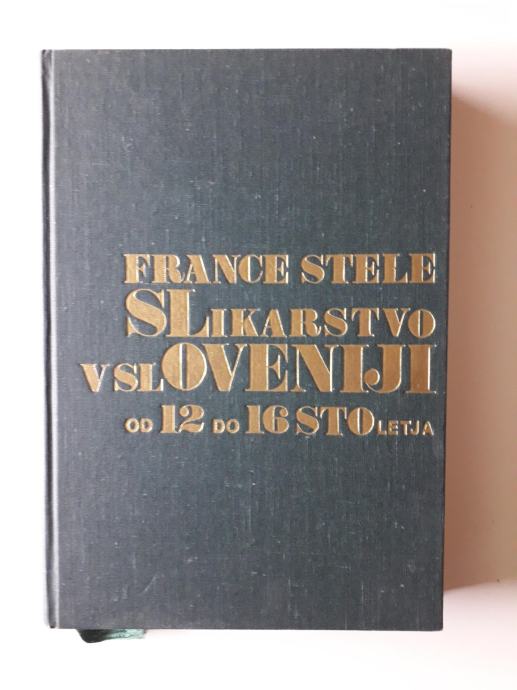 FRANCE STELE
SLIKARSTVO
V SLOVENIJI
OD 12 DO 16 STOLETJA